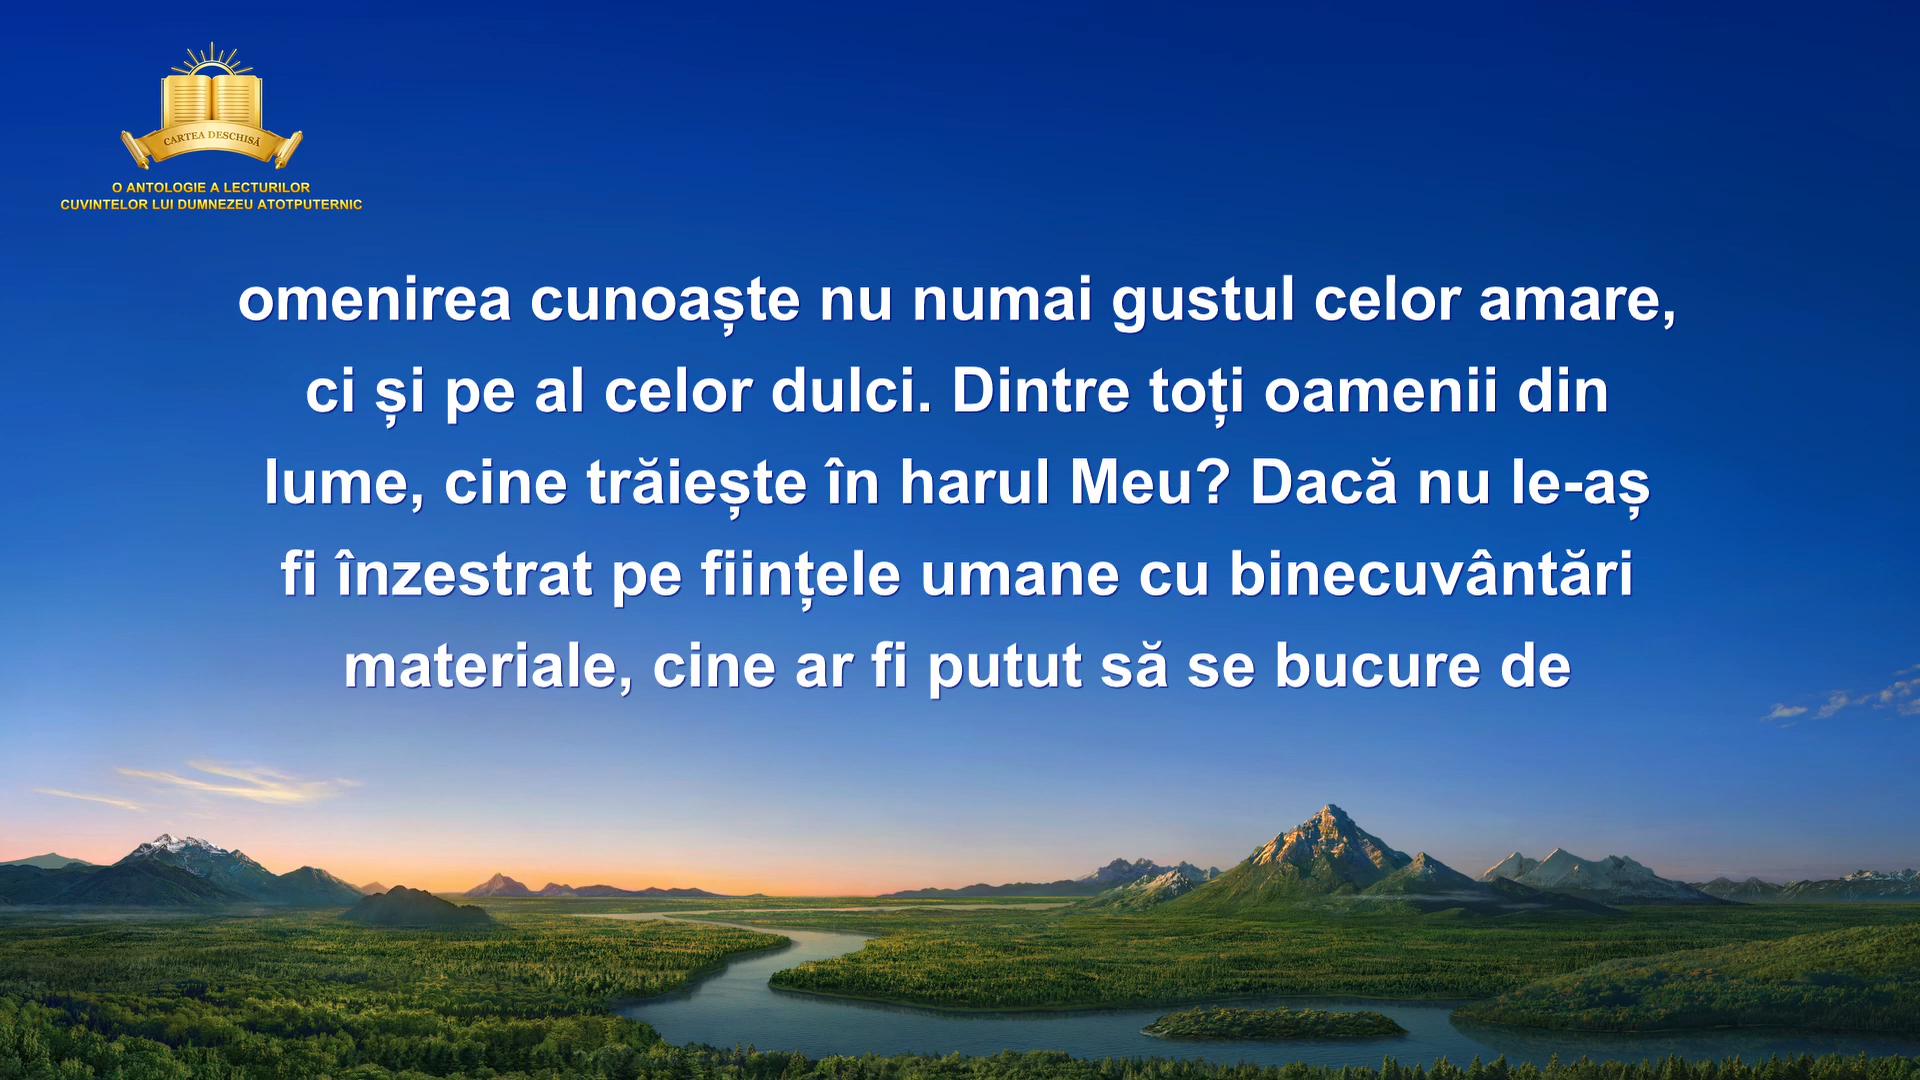 CARTEA DESCHISĂ
O ANTOLOGIE A LECTURILOR
CUVINTELOR LUI DUMNEZEU ATOTPUTERNIC
omenirea cunoaște nu numai gustul celor amare,
ci și pe al celor dulci. Dintre toți oamenii din
lume, cine trăiește în harul Meu? Dacă nu le-aș
fi înzestrat pe ființele umane cu binecuvântări
materiale, cine ar fi putut să se bucure de